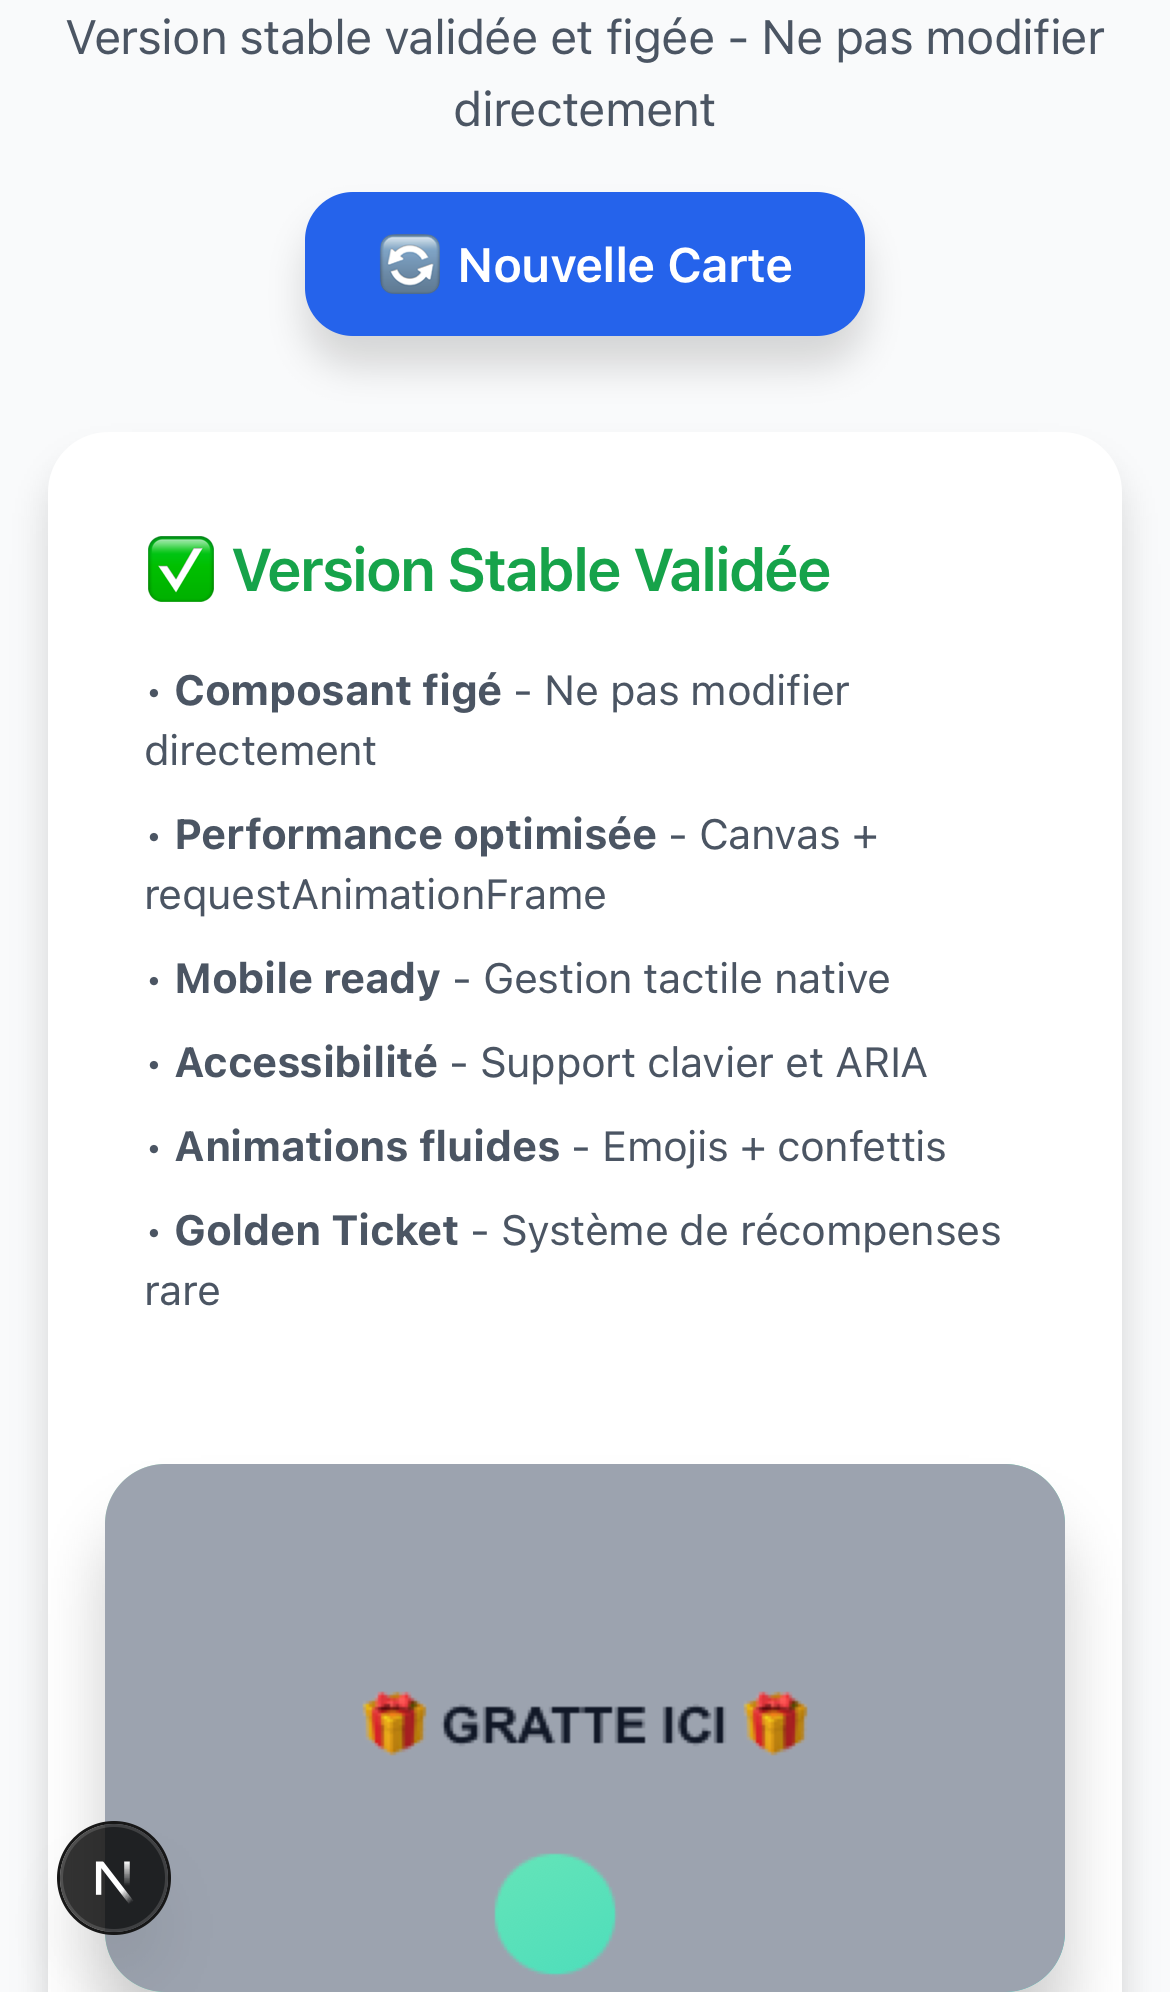 Version stable validée et figée - Ne pas modifier
directement
🔄 Nouvelle Carte
✅ Version Stable Validée
• Composant figé - Ne pas modifier
directement
• Performance optimisée - Canvas +
requestAnimationFrame
• Mobile ready - Gestion tactile native
• Accessibilité - Support clavier et ARIA
• Animations fluides - Emojis + confettis
• Golden Ticket - Système de récompenses
rare
🎁 GRATTE ICI 🎁
N